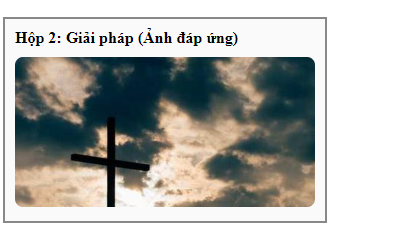 Hộp 2: Giải pháp (Ảnh đáp ứng)